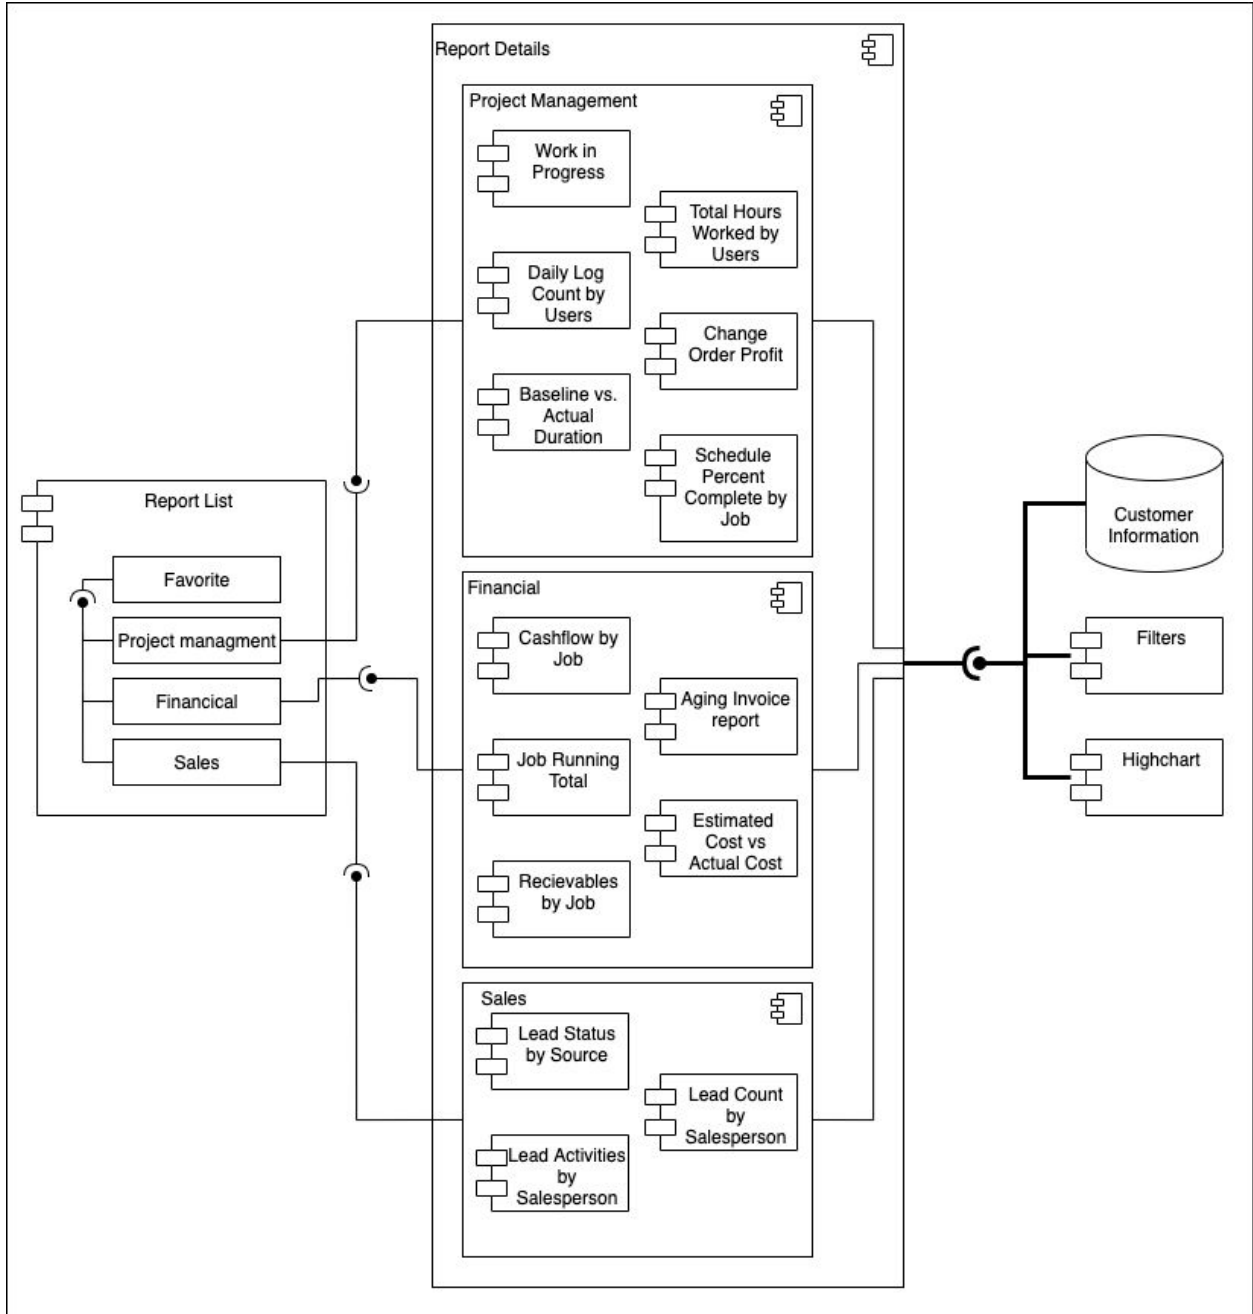 Report Details
Project Management
Work in
Progress
Total Hours
Worked by
Users
Daily Log
Count by
Users
Change
Order Profit
Baseline vs.
Actual
Duration
Schedule
Percent
Complete by
Job
Report List
Favorite
Project managment
Financical
Sales
Financial
Cashflow by
Job
Aging Invoice
report
Job Running
Total
Estimated
Cost vs
Actual Cost
Recievables
by Job
Sales
Lead Status
by Source
Lead Count
by
Salesperson
Lead Activities
by
Salesperson
Customer
Information
Filters
Highchart